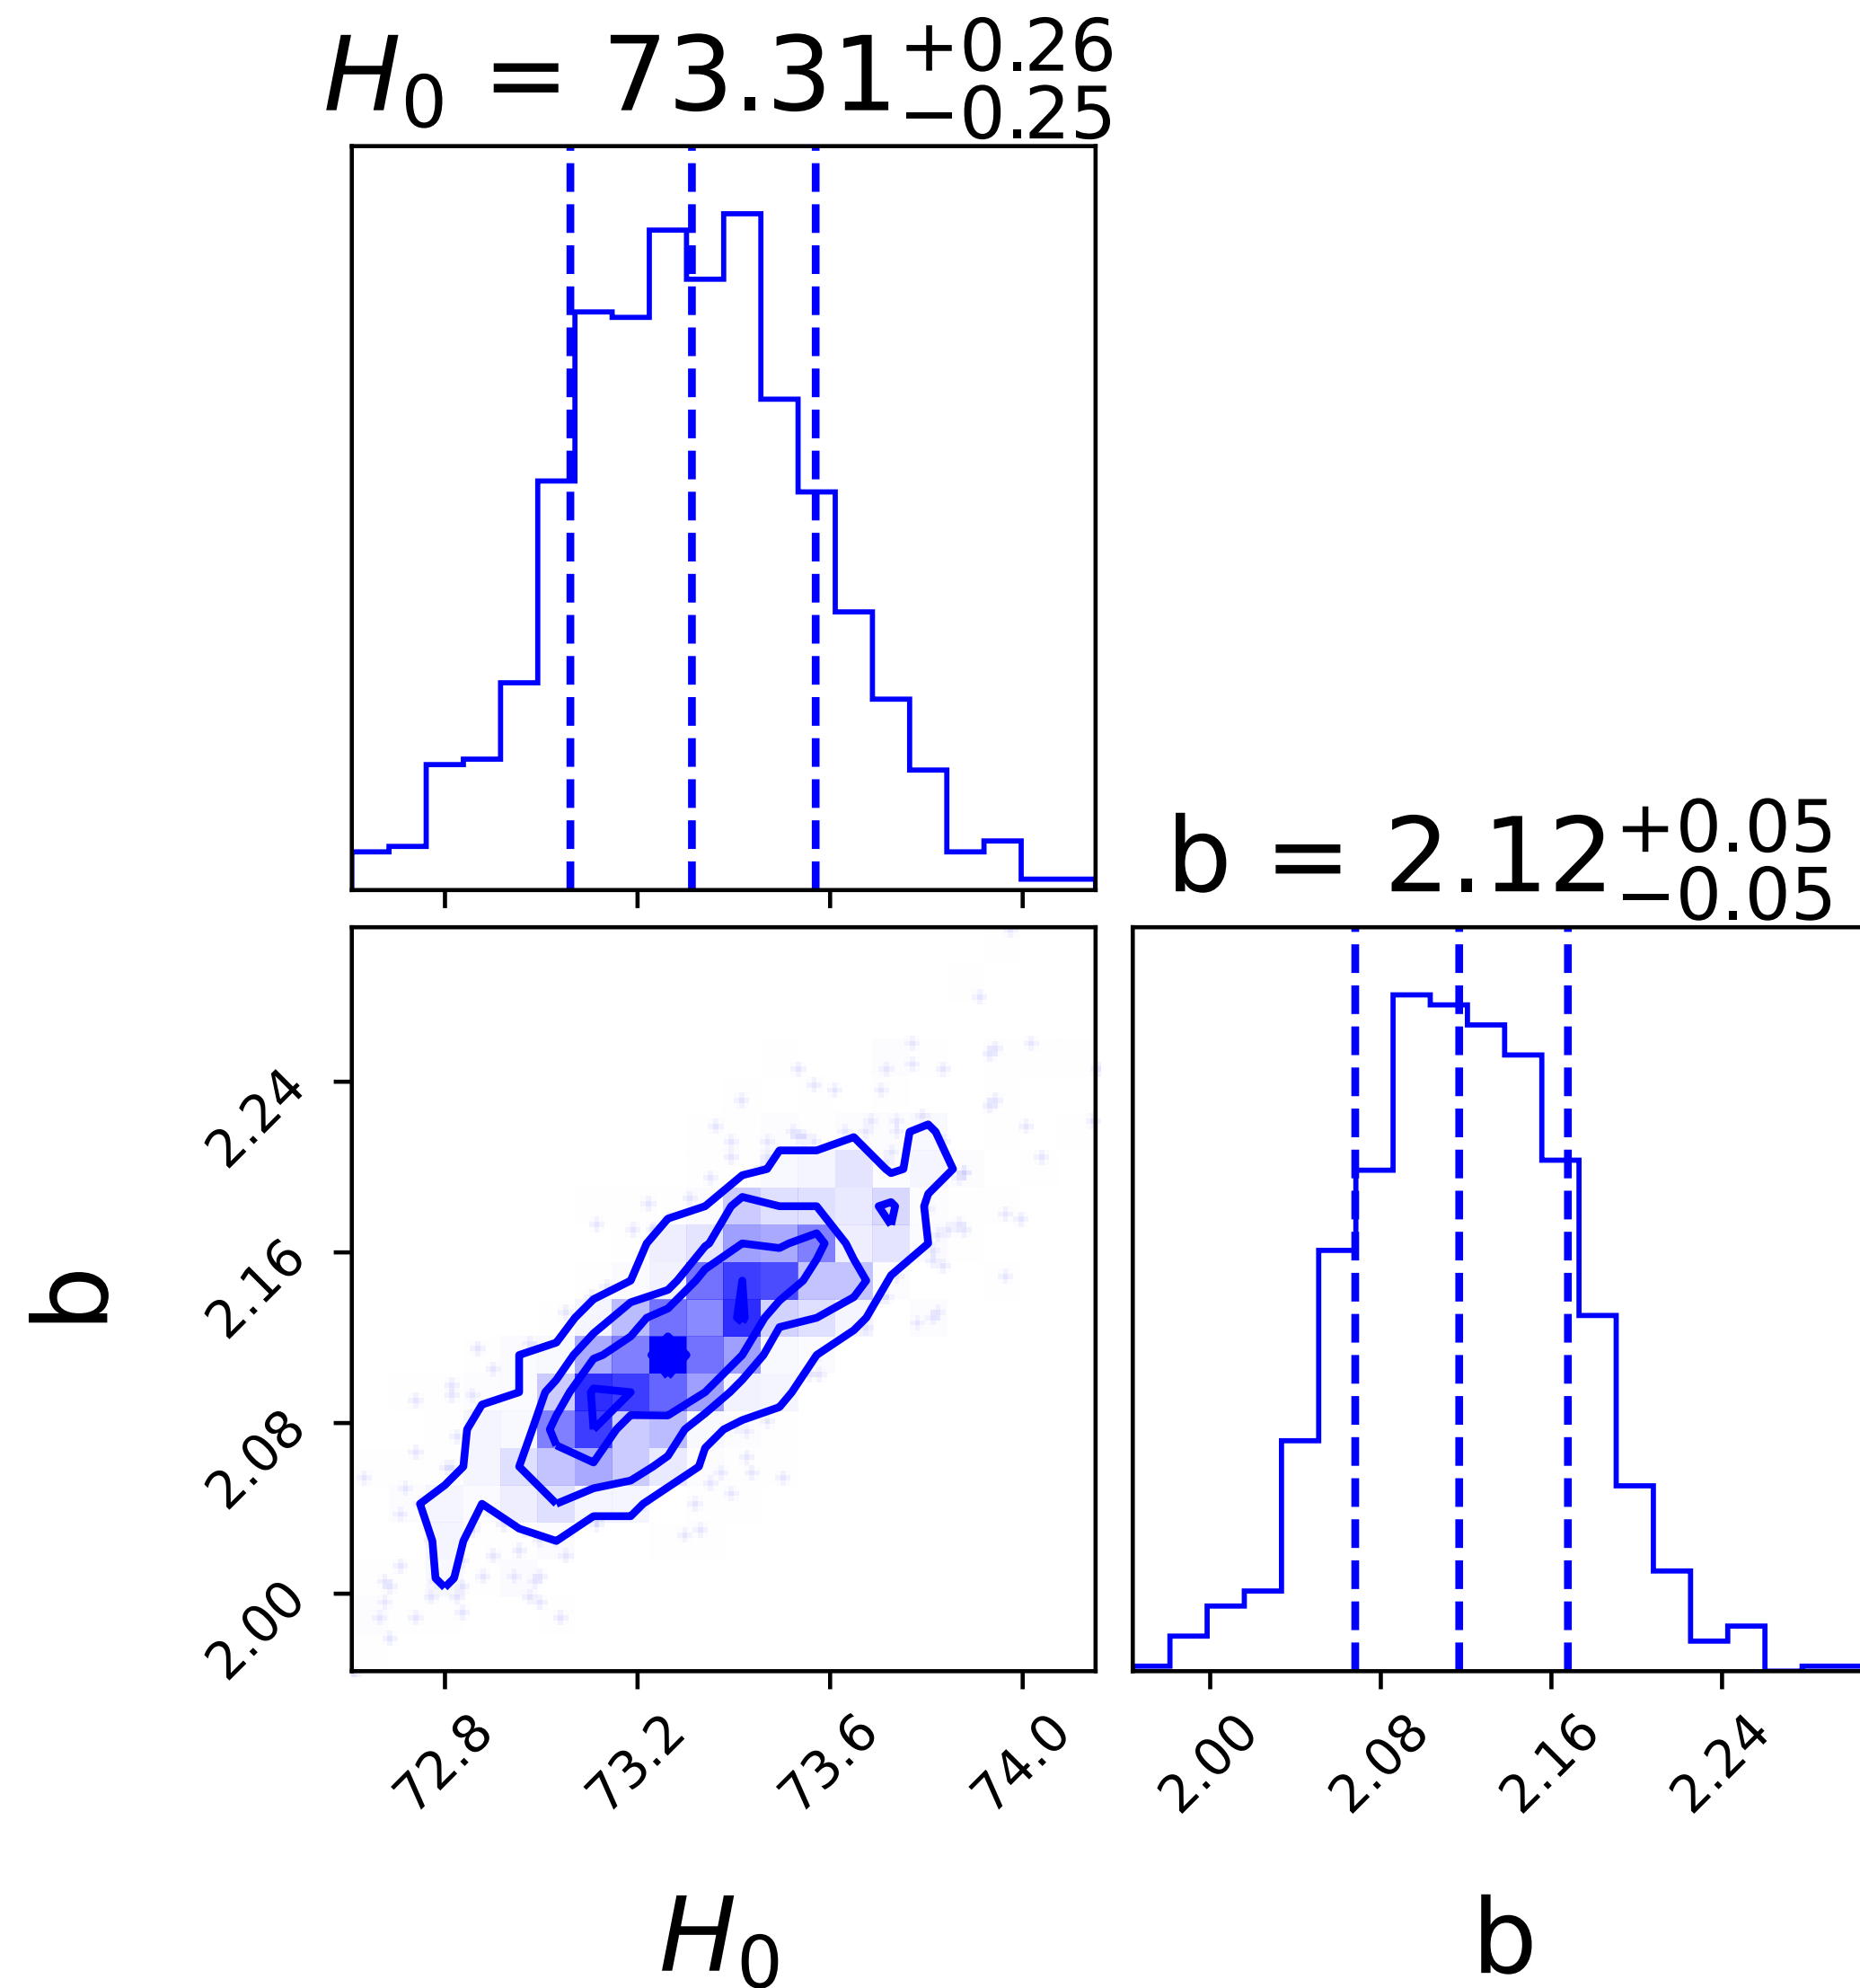 H₀ = 73.31 +0.26 −0.25
b = 2.12 +0.05 −0.05
b
2.24
2.16
2.08
2.00
72.8 73.2 73.6 74.0
2.00 2.08 2.16 2.24
H₀
b